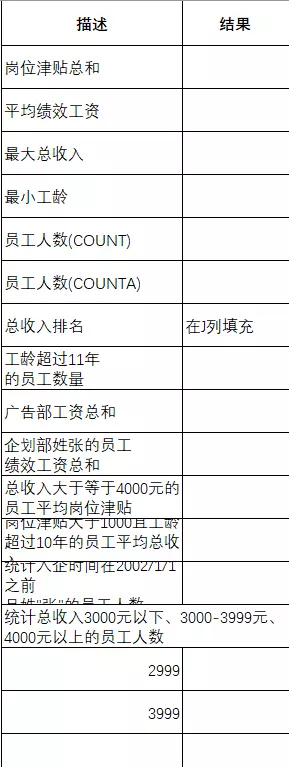 描述 结果
岗位津贴总和
平均绩效工资
最大总收入
最小工龄
员工人数(COUNT)
员工人数(COUNTA)
总收入排名 在J列填充
工龄超过11年
的员工数量
广告部工资总和
企划部姓张的员工
绩效工资总和
总收入大于等于4000元的
员工平均岗位津贴
岗位津贴大于1000且工龄
超过10年的员工平均总收
统计入企时间在2002/1/1
之前
且姓"张"的员工人数
统计总收入3000元以下、3000-3999元、
4000元以上的员工人数
2999
3999